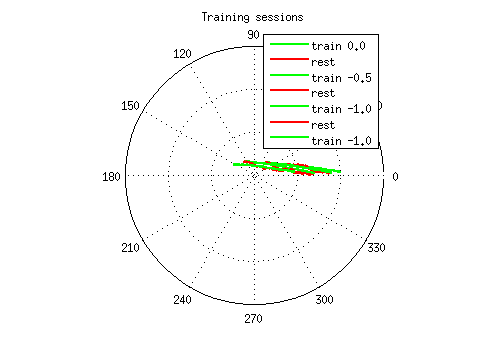 Training sessions
90
120
150
180
210
240
270
300
330
0
train 0.0
rest
train -0.5
rest
train -1.0
rest
train -1.0